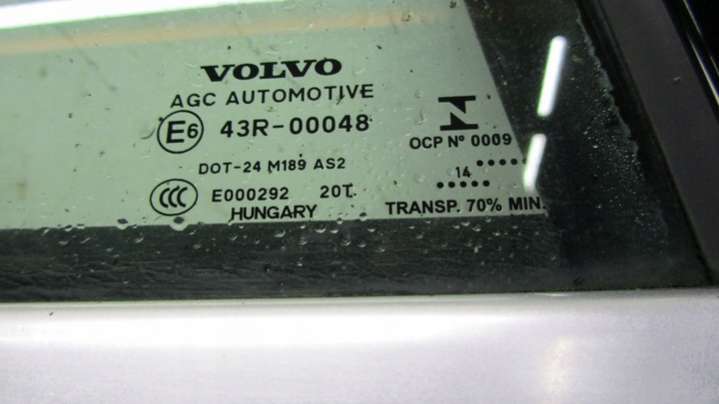 VOLVO
AGC AUTOMOTIVE
E6 43R-00048
DOT-24 M189 AS2
CCC E000292 20T
HUNGARY
N
OCP Nº 0009
14
TRANSP. 70% MIN.